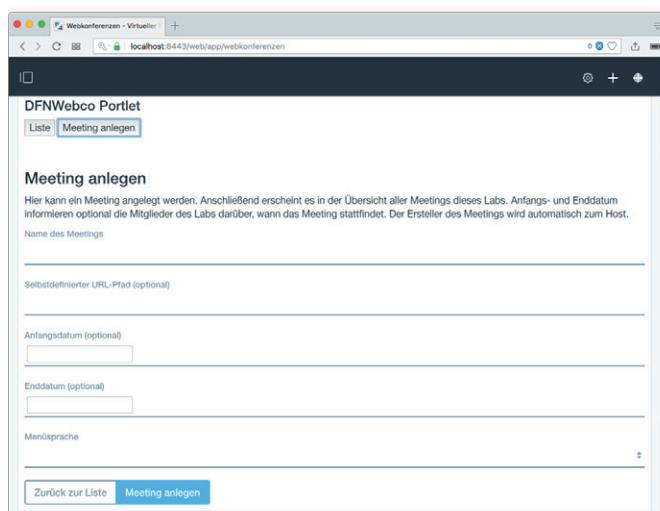 Webkonferenzen - Virtueller
localhost:8443/web/app/webkonferenzen
0
DFNWebco Portlet
Liste Meeting anlegen
Meeting anlegen
Hier kann ein Meeting angelegt werden. Anschließend erscheint es in der Übersicht aller Meetings dieses Labs. Anfangs- und Enddatum
informieren optional die Mitglieder des Labs darüber, wann das Meeting stattfindet. Der Ersteller des Meetings wird automatisch zum Host.
Name des Meetings
Selbstdefinierter URL-Pfad (optional)
Anfangsdatum (optional)
Enddatum (optional)
Menüsprache
Zurück zur Liste Meeting anlegen